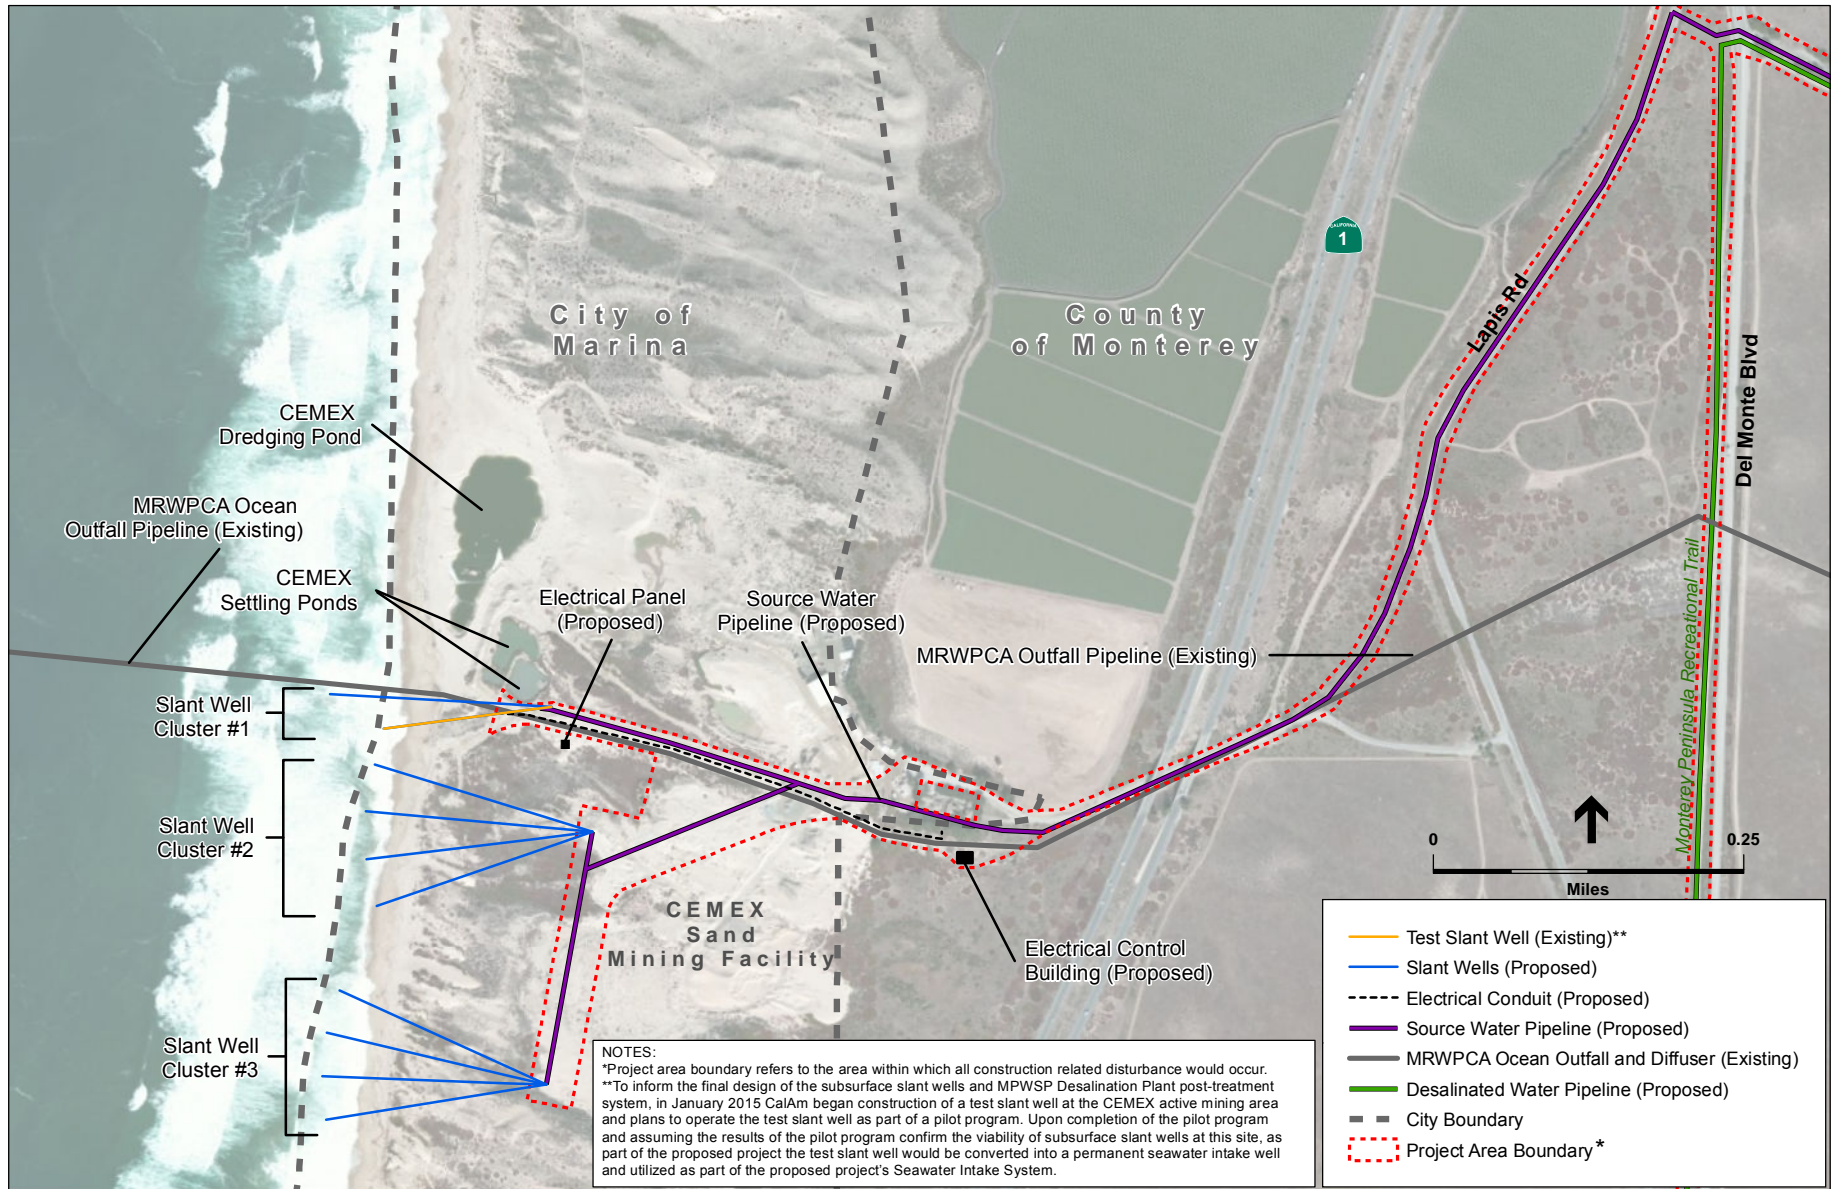 City of
Marina
County
of Monterey
CALIFORNIA
1
Lapis Rd
Del Monte Blvd
Monterey Peninsula Recreational Trail
CEMEX
Dredging Pond
MRWPCA Ocean
Outfall Pipeline (Existing)
CEMEX
Settling Ponds
Electrical Panel
(Proposed)
Source Water
Pipeline (Proposed)
MRWPCA Outfall Pipeline (Existing)
Slant Well
Cluster #1
Slant Well
Cluster #2
Slant Well
Cluster #3
CEMEX
Sand
Mining Facility
Electrical Control
Building (Proposed)
0
0.25
Miles
NOTES:
*Project area boundary refers to the area within which all construction related disturbance would occur.
**To inform the final design of the subsurface slant wells and MPWSP Desalination Plant post-treatment
system, in January 2015 CalAm began construction of a test slant well at the CEMEX active mining area
and plans to operate the test slant well as part of a pilot program. Upon completion of the pilot program
and assuming the results of the pilot program confirm the viability of subsurface slant wells at this site, as
part of the proposed project the test slant well would be converted into a permanent seawater intake well
and utilized as part of the proposed project's Seawater Intake System.
Test Slant Well (Existing)**
Slant Wells (Proposed)
Electrical Conduit (Proposed)
Source Water Pipeline (Proposed)
MRWPCA Ocean Outfall and Diffuser (Existing)
Desalinated Water Pipeline (Proposed)
City Boundary
Project Area Boundary*